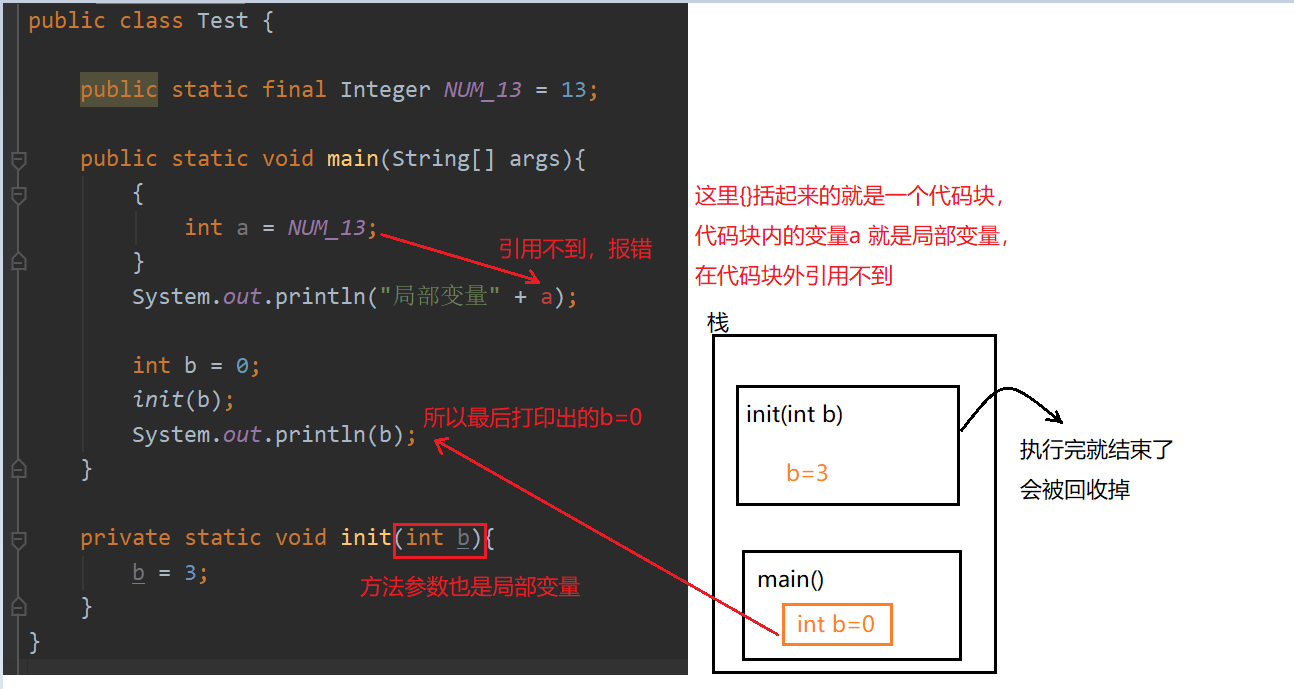 public class Test {
public static final Integer NUM_13 = 13;
public static void main(String[] args){
{
int a = NUM_13;
}
System.out.println("局部变量" + a);
int b = 0;
init(b);
System.out.println(b);
}
private static void init(int b){
b = 3;
}
}
引用不到，报错
所以最后打印出的b=0
方法参数也是局部变量
这里{}括起来的就是一个代码块，
代码块内的变量a 就是局部变量，
在代码块外引用不到
栈
init(int b)
b=3
执行完就结束了
会被回收掉
main()
int b=0